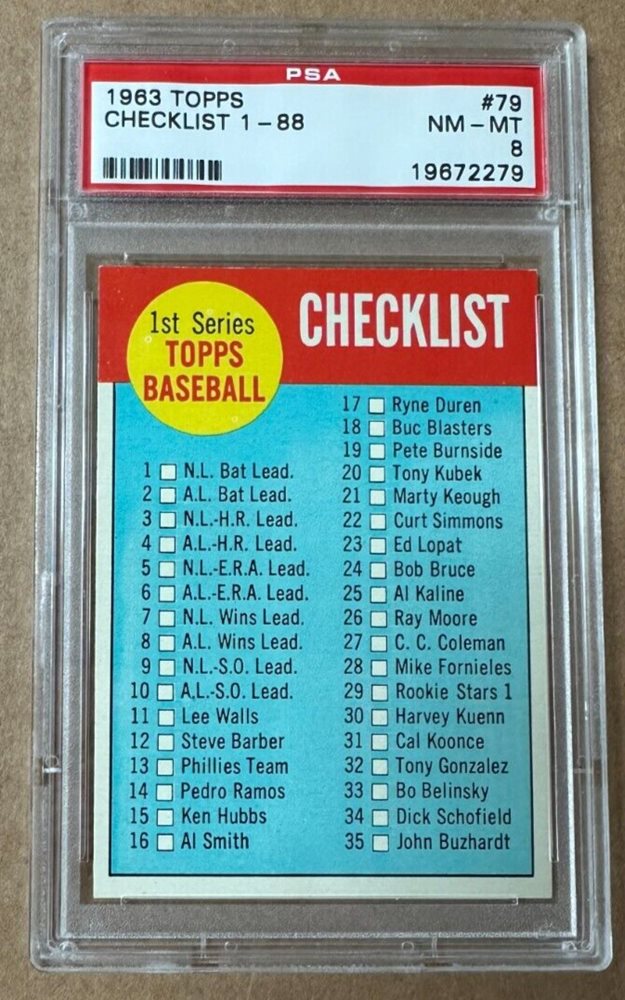 PSA
1963 TOPPS #79
CHECKLIST 1-88 NM-MT
8
19672279
1st Series
TOPPS
BASEBALL
CHECKLIST
1 N.L. Bat Lead.
2 A.L. Bat Lead.
3 N.L.-H.R. Lead.
4 A.L.-H.R. Lead.
5 N.L.-E.R.A. Lead.
6 A.L.-E.R.A. Lead.
7 N.L. Wins Lead.
8 A.L. Wins Lead.
9 N.L.-S.O. Lead.
10 A.L.-S.O. Lead.
11 Lee Walls
12 Steve Barber
13 Phillies Team
14 Pedro Ramos
15 Ken Hubbs
16 Al Smith
17 Ryne Duren
18 Buc Blasters
19 Pete Burnside
20 Tony Kubek
21 Marty Keough
22 Curt Simmons
23 Ed Lopat
24 Bob Bruce
25 Al Kaline
26 Ray Moore
27 C. C. Coleman
28 Mike Fornieles
29 Rookie Stars 1
30 Harvey Kuenn
31 Cal Koonce
32 Tony Gonzalez
33 Bo Belinsky
34 Dick Schofield
35 John Buzhardt